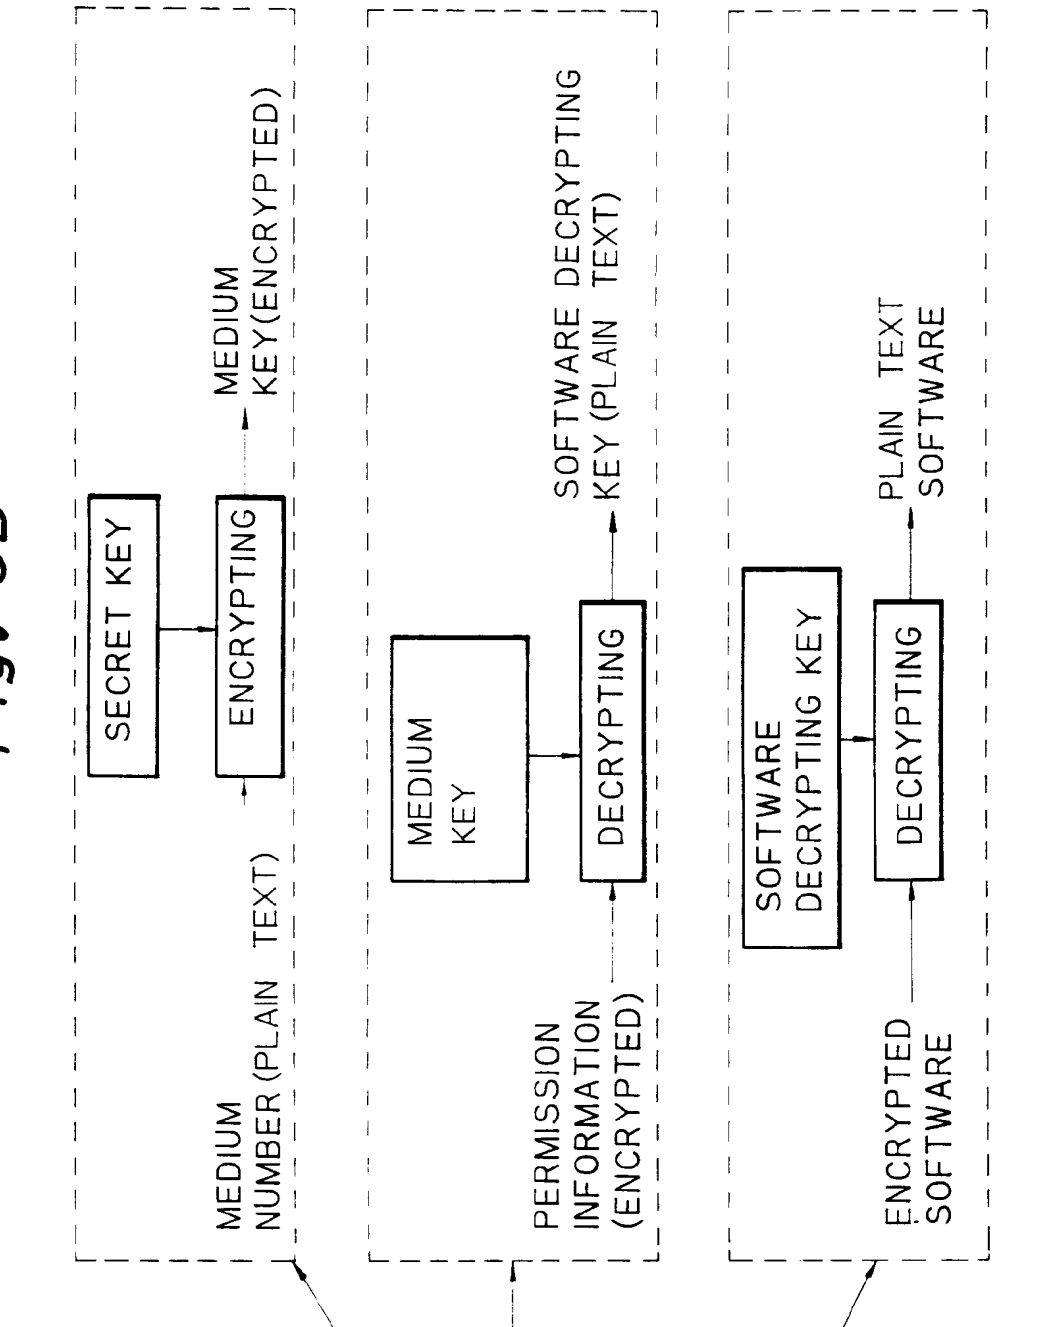 SECRET KEY
MEDIUM
NUMBER (PLAIN TEXT)
ENCRYPTING
MEDIUM
KEY(ENCRYPTED)
MEDIUM
KEY
PERMISSION
INFORMATION
(ENCRYPTED)
DECRYPTING
SOFTWARE DECRYPTING
KEY (PLAIN TEXT)
SOFTWARE
DECRYPTING KEY
ENCRYPTED
SOFTWARE
DECRYPTING
PLAIN TEXT
SOFTWARE